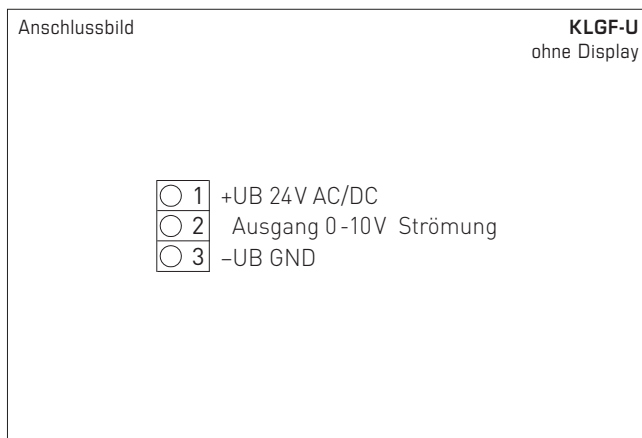 Anschlussbild KLGF-U
ohne Display
1 +UB 24V AC/DC
2 Ausgang 0-10V Strömung
3 –UB GND